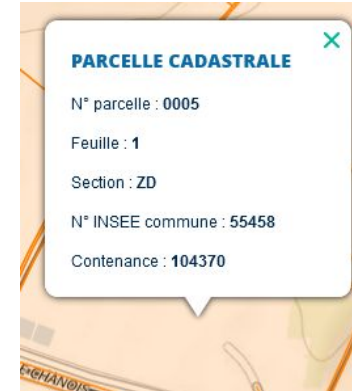 PARCELLE CADASTRALE
N° parcelle : 0005
Feuille : 1
Section : ZD
N° INSEE commune : 55458
Contenance : 104370